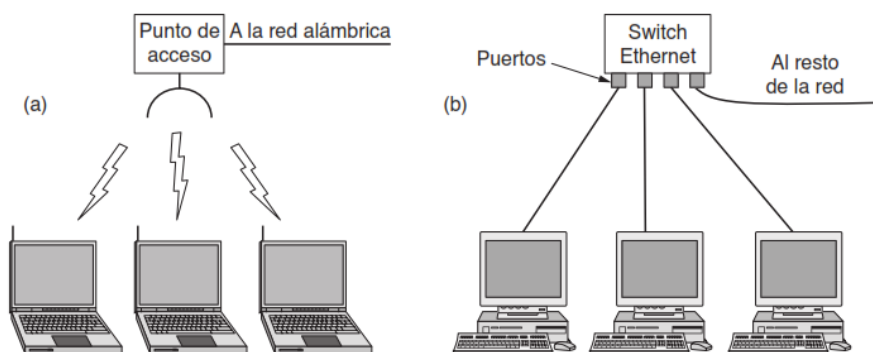 Punto de
acceso
A la red alámbrica
(a)
Switch
Ethernet
Puertos
Al resto
de la red
(b)